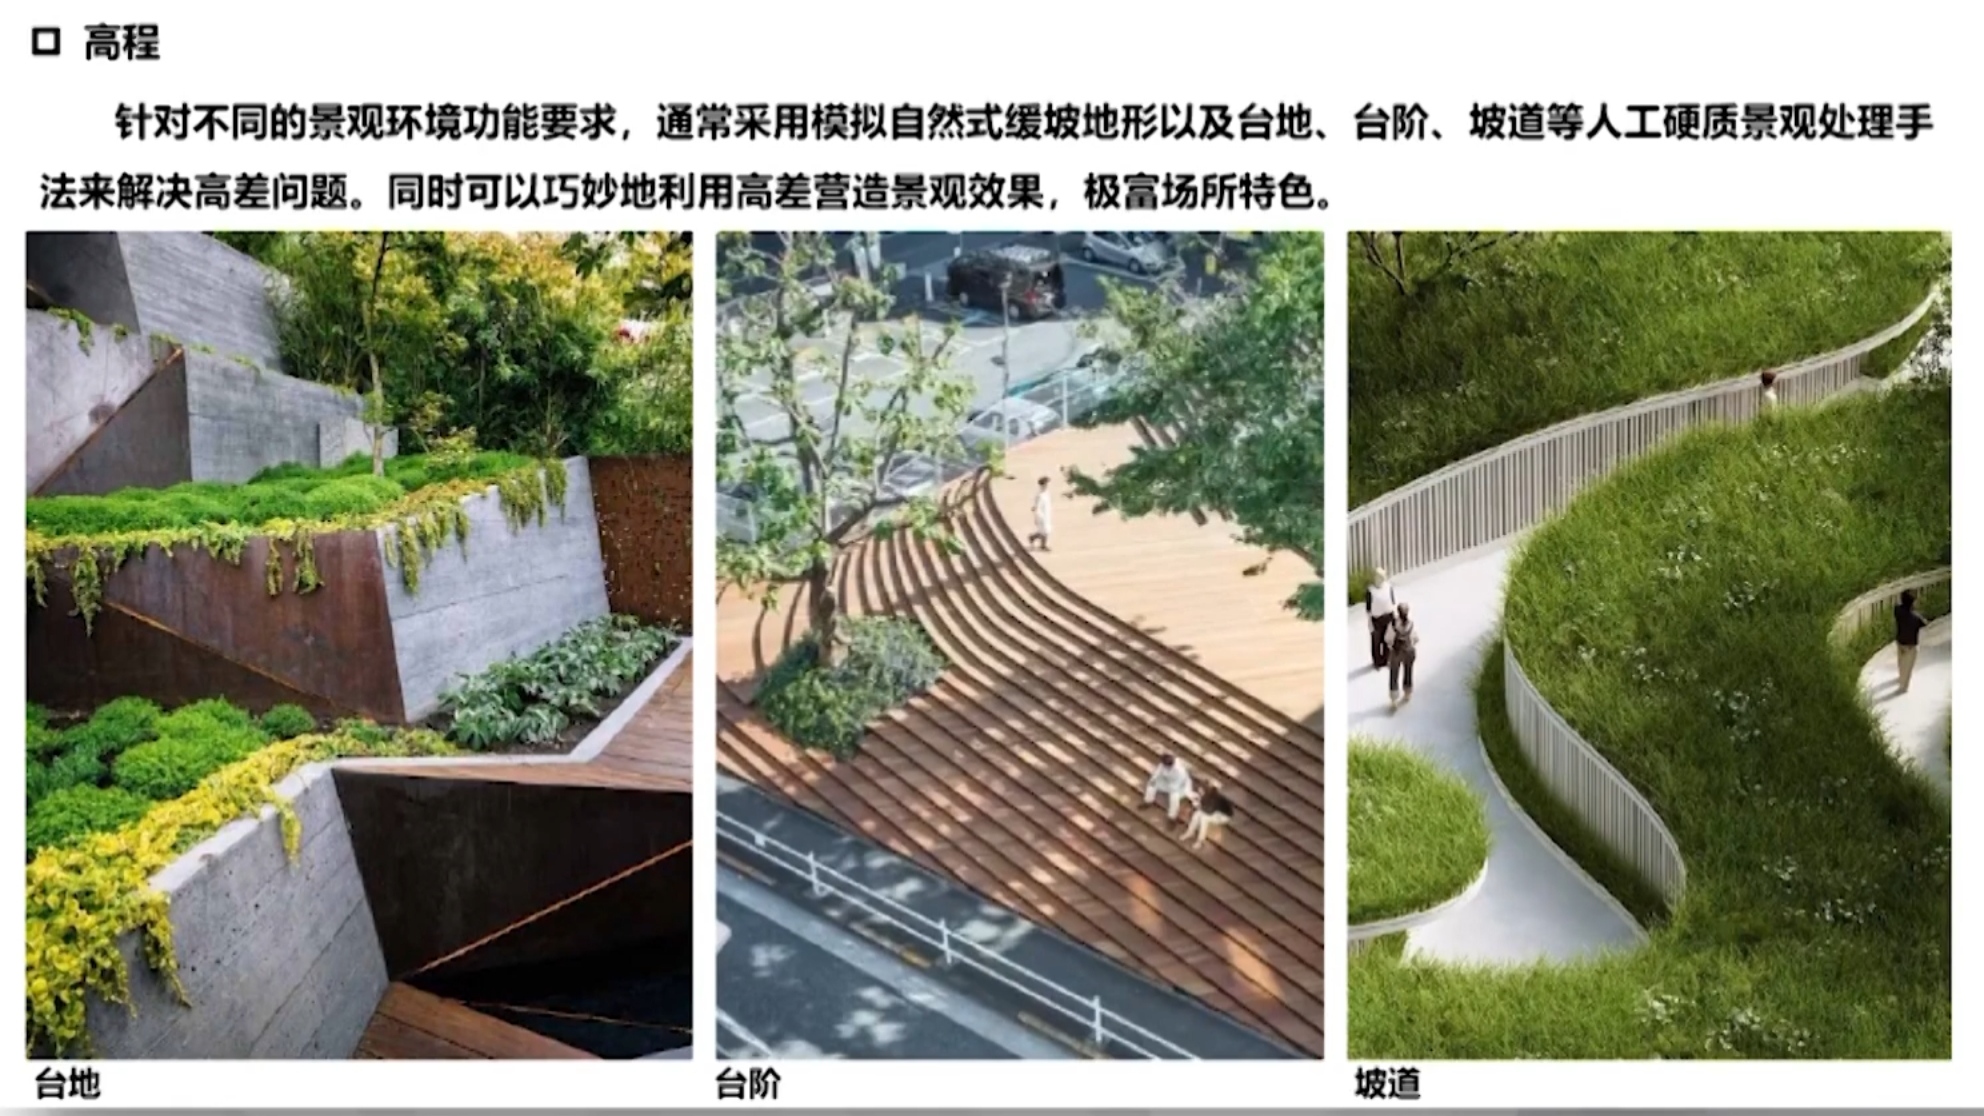 高程
针对不同的景观环境功能要求，通常采用模拟自然式缓坡地形以及台地、台阶、坡道等人工硬质景观处理手
法来解决高差问题。同时可以巧妙地利用高差营造景观效果，极富场所特色。
台地
台阶
坡道